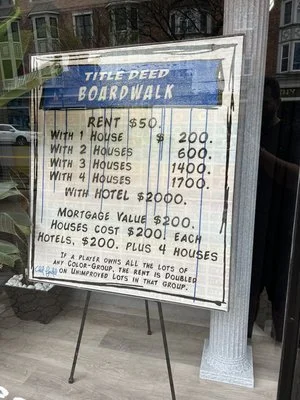 TITLE DEED
BOARDWALK
RENT $50.
WITH 1 HOUSE $ 200.
WITH 2 HOUSES 600.
WITH 3 HOUSES 1400.
WITH 4 HOUSES 1700.
WITH HOTEL $2000.
MORTGAGE VALUE $200.
HOUSES COST $200. EACH
HOTELS, $200. PLUS 4 HOUSES
IF A PLAYER OWNS ALL THE LOTS OF
ANY COLOR-GROUP, THE RENT IS DOUBLED
ON UNIMPROVED LOTS IN THAT GROUP.